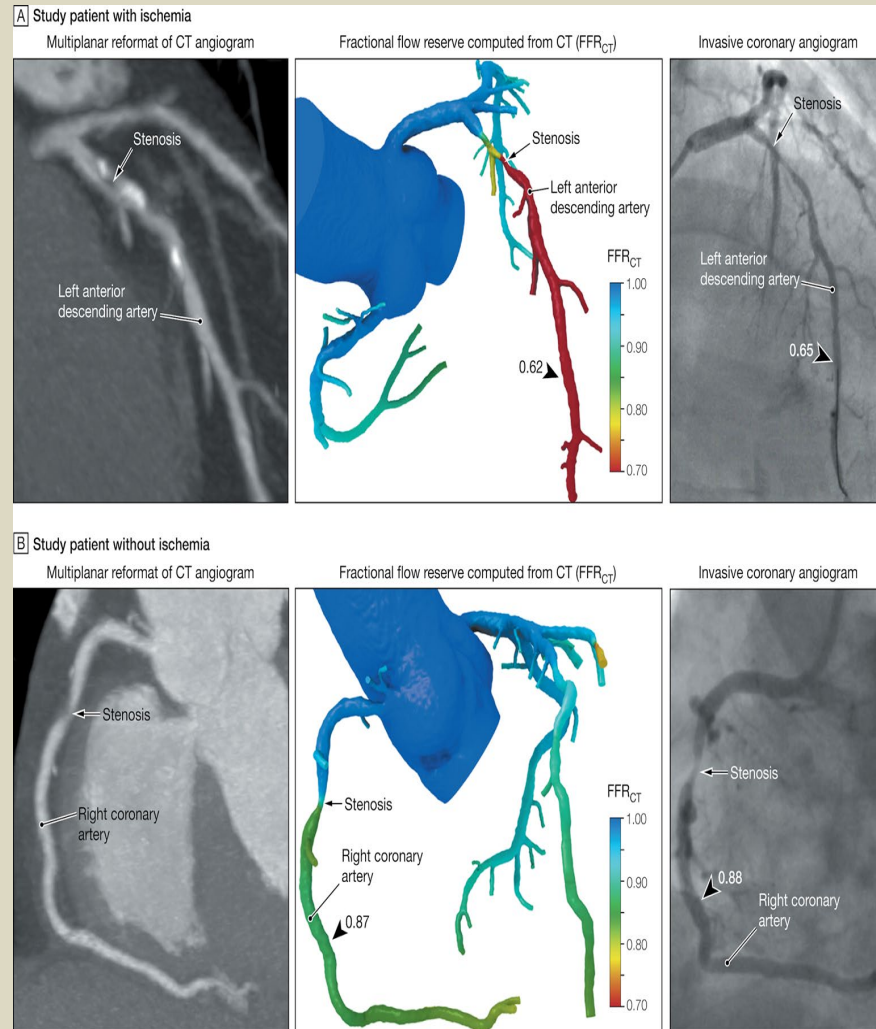 A Study patient with ischemia
Multiplanar reformat of CT angiogram
Fractional flow reserve computed from CT (FFRCT)
Invasive coronary angiogram
Stenosis
Left anterior
descending artery
Stenosis
Left anterior
descending artery
FFRCT
1.00
0.90
0.80
0.70
0.62
Stenosis
Left anterior
descending artery
0.65
B Study patient without ischemia
Multiplanar reformat of CT angiogram
Fractional flow reserve computed from CT (FFRCT)
Invasive coronary angiogram
Stenosis
Right coronary
artery
Stenosis
Right coronary
artery
0.87
FFRCT
1.00
0.90
0.80
0.70
Stenosis
0.88
Right coronary
artery